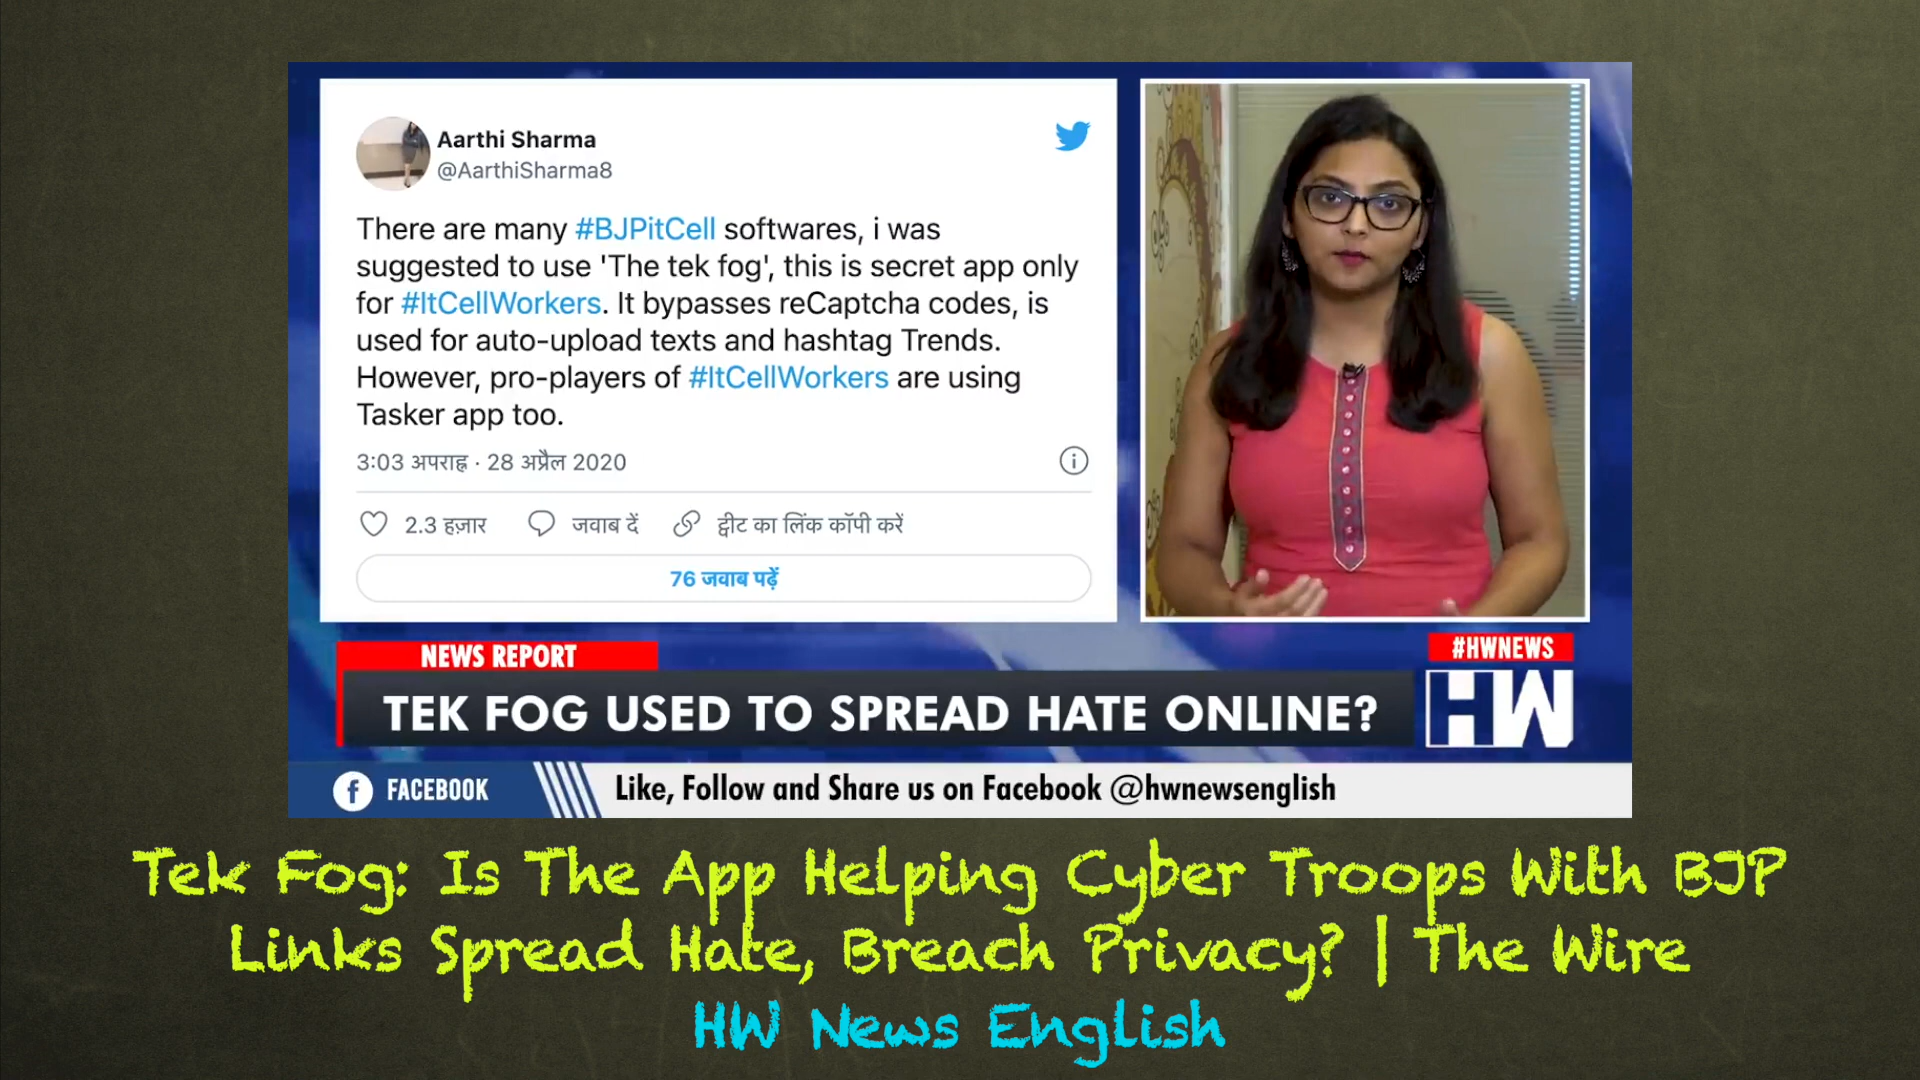 Aarthi Sharma
@AarthiSharma8
There are many #BJPitCell softwares, i was
suggested to use 'The tek fog', this is secret app only
for #ItCellWorkers. It bypasses reCaptcha codes, is
used for auto-upload texts and hashtag Trends.
However, pro-players of #ItCellWorkers are using
Tasker app too.
3:03 अपराह्न · 28 अप्रैल 2020
2.3 हज़ार जवाब दें ट्वीट का लिंक कॉपी करें
76 जवाब पढ़ें
NEWS REPORT
#HWNEWS
TEK FOG USED TO SPREAD HATE ONLINE?
HW
f FACEBOOK Like, Follow and Share us on Facebook @hwnewsenglish
Tek Fog: Is The App Helping Cyber Troops With BJP
Links Spread Hate, Breach Privacy? | The Wire
HW News English